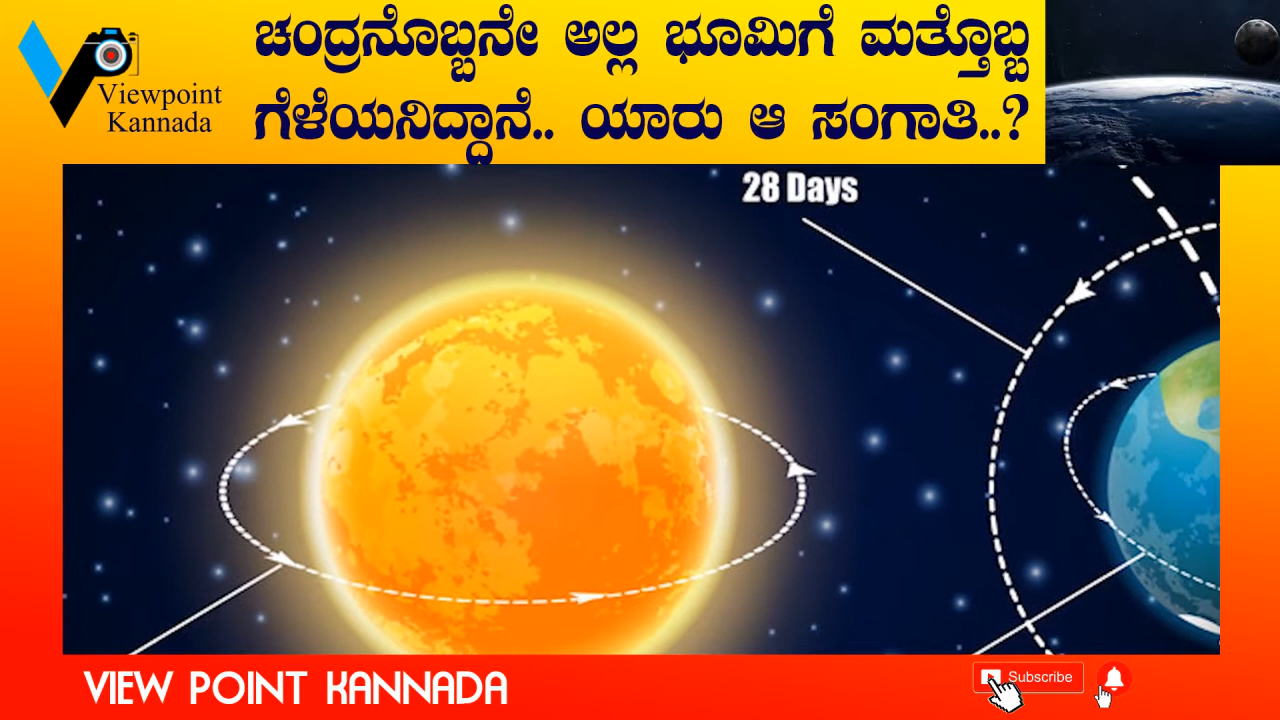 ಚಂದ್ರನೊಬ್ಬನೇ ಅಲ್ಲ ಭೂಮಿಗೆ ಮತ್ತೊಬ್ಬ
ಗೆಳೆಯನಿದ್ದಾನೆ.. ಯಾರು ಆ ಸಂಗಾತಿ..?
Viewpoint
Kannada
28 Days
VIEW POINT KANNADA
Subscribe